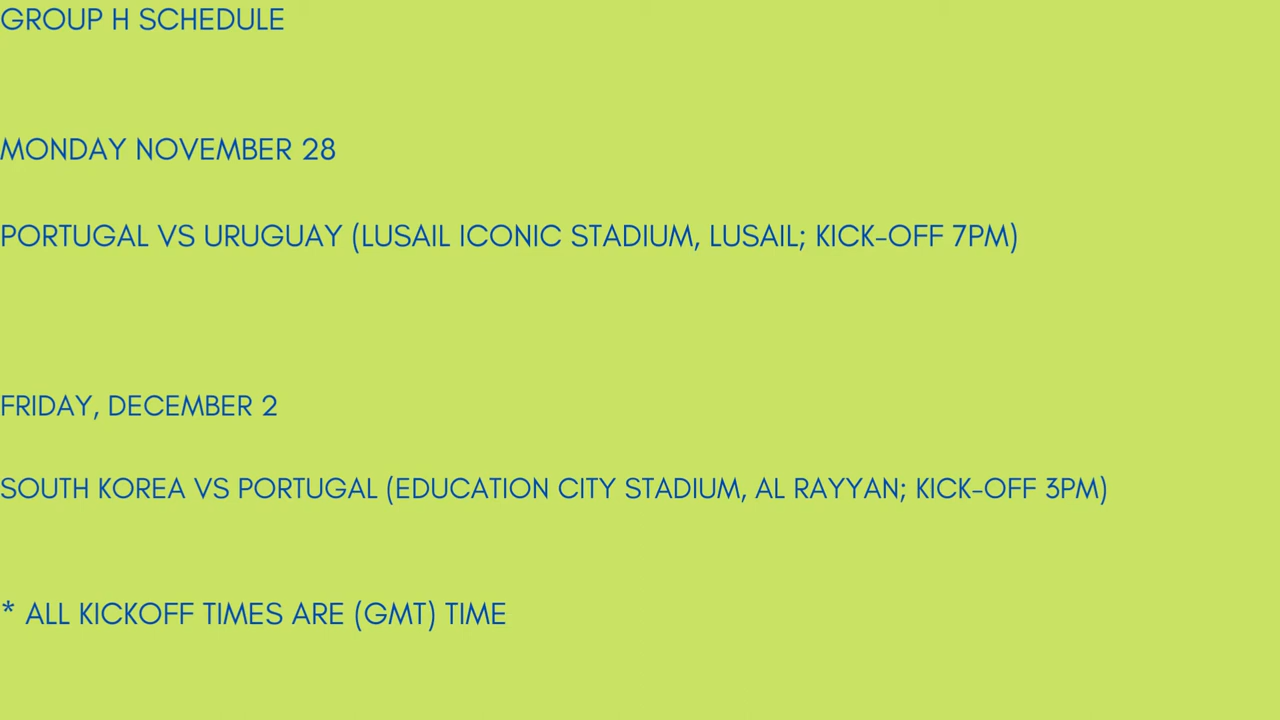 GROUP H SCHEDULE
MONDAY NOVEMBER 28
PORTUGAL VS URUGUAY (LUSAIL ICONIC STADIUM, LUSAIL; KICK-OFF 7PM)
FRIDAY, DECEMBER 2
SOUTH KOREA VS PORTUGAL (EDUCATION CITY STADIUM, AL RAYYAN; KICK-OFF 3PM)
* ALL KICKOFF TIMES ARE (GMT) TIME